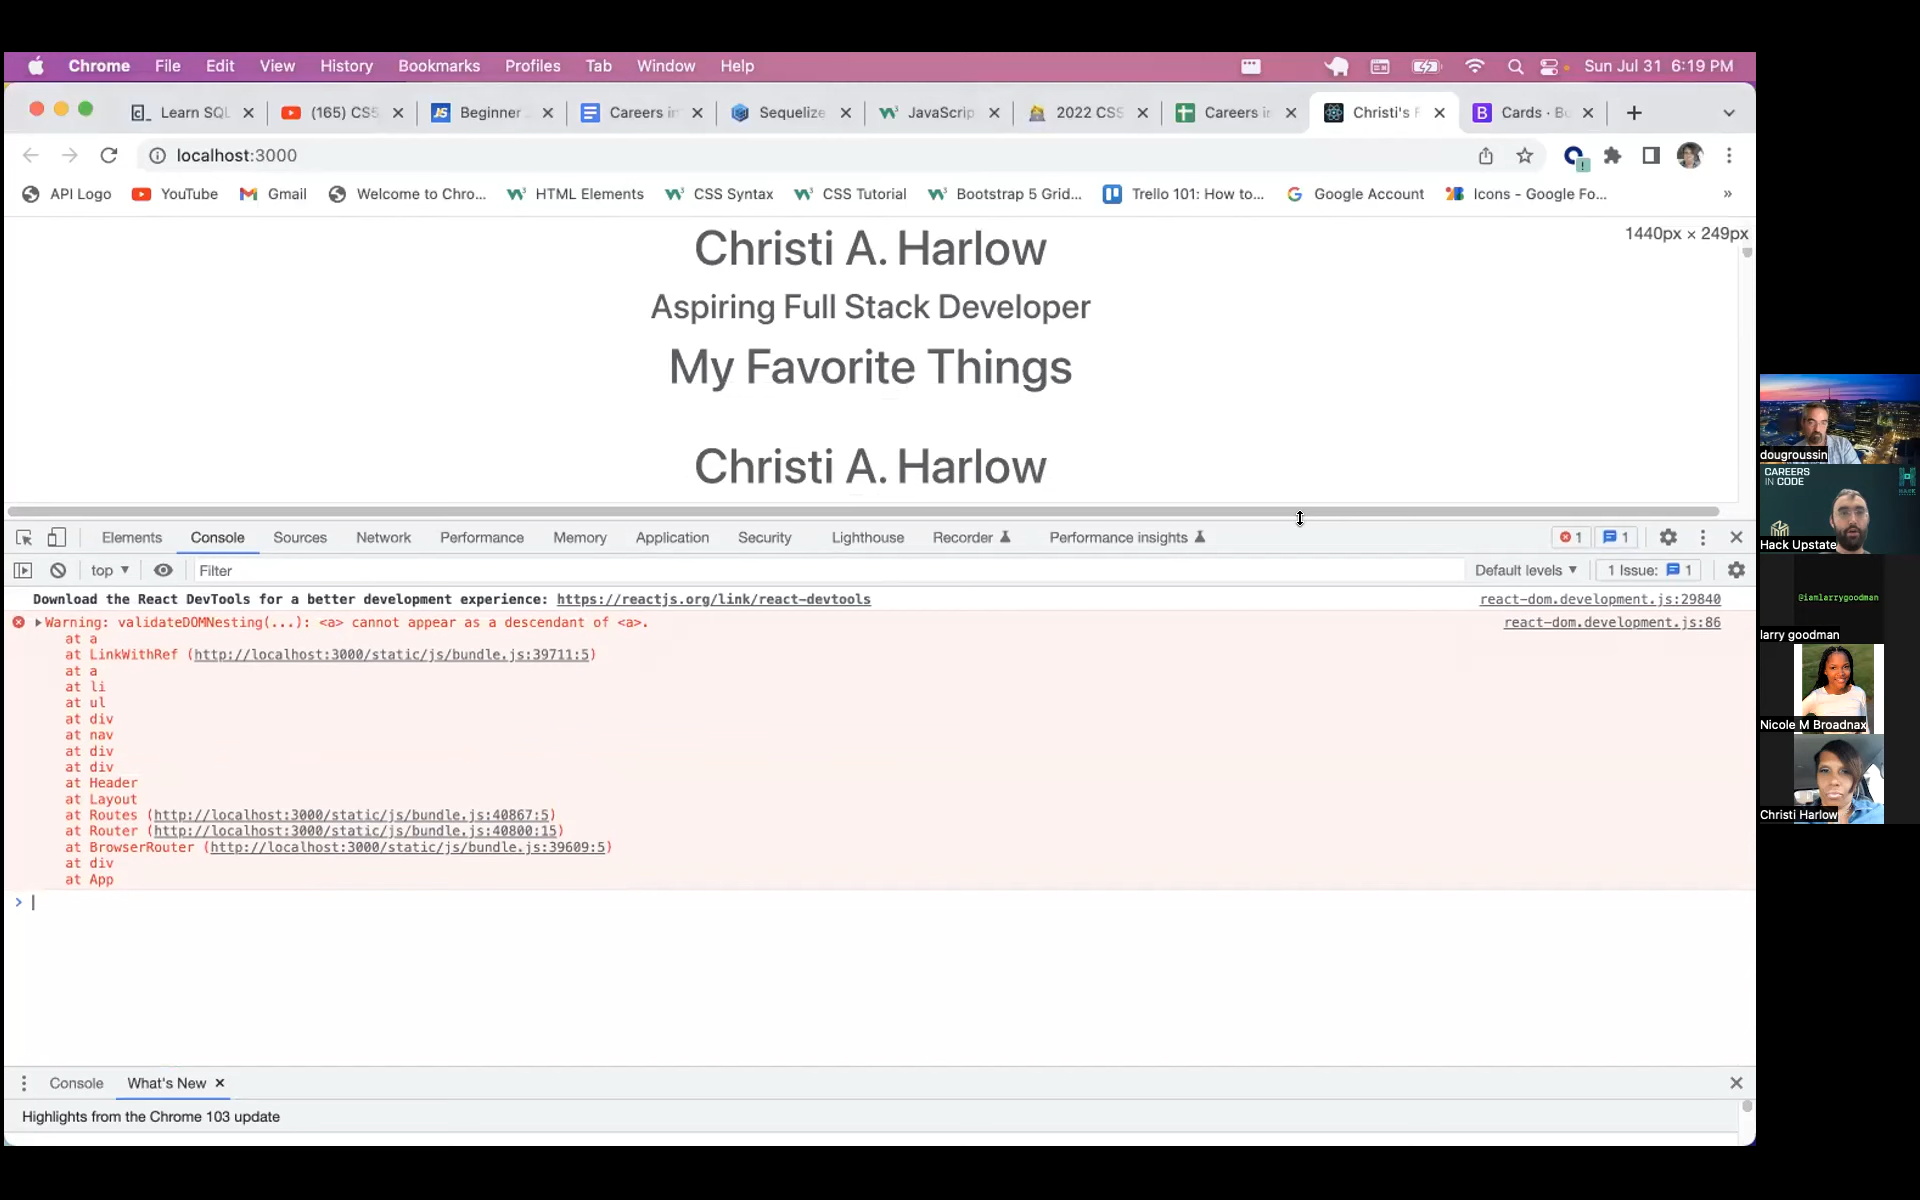 Chrome File Edit View History Bookmarks Profiles Tab Window Help Sun Jul 31 6:19 PM
Learn SQL (165) CS5 JS Beginner Careers in Sequelize JavaScrip 2022 CSS Careers in Christi's F B Cards · Bo
localhost:3000
API Logo YouTube Gmail Welcome to Chro... HTML Elements CSS Syntax CSS Tutorial Bootstrap 5 Grid... Trello 101: How to... Google Account Icons - Google Fo... »
1440px × 249px
Christi A. Harlow
Aspiring Full Stack Developer
My Favorite Things
Christi A. Harlow
Elements Console Sources Network Performance Memory Application Security Lighthouse Recorder Performance insights 1 1
top Filter Default levels 1 Issue: 1
Download the React DevTools for a better development experience: https://reactjs.org/link/react-devtools react-dom.development.js:29840
Warning: validateDOMNesting(...): <a> cannot appear as a descendant of <a>. react-dom.development.js:86
at a
at LinkWithRef (http://localhost:3000/static/js/bundle.js:39711:5)
at a
at li
at ul
at div
at nav
at div
at div
at Header
at Layout
at Routes (http://localhost:3000/static/js/bundle.js:40867:5)
at Router (http://localhost:3000/static/js/bundle.js:40800:15)
at BrowserRouter (http://localhost:3000/static/js/bundle.js:39609:5)
at div
at App
>
Console What's New
Highlights from the Chrome 103 update
dougroussin
CAREERS
IN CODE
Hack Upstate
@iamlarrygoodman
larry goodman
Nicole M Broadnax
Christi Harlow